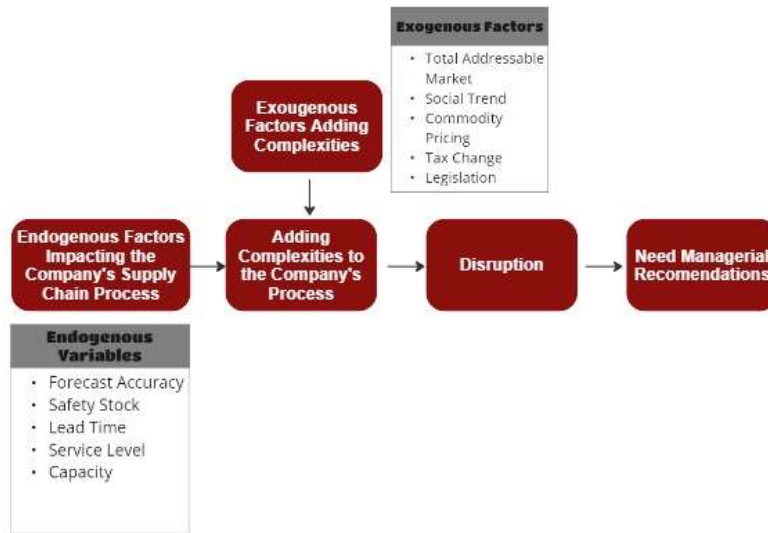 Exogenous Factors
• Total Addressable
Market
• Social Trend
• Commodity
Pricing
• Tax Change
• Legislation
Exougenous
Factors Adding
Complexities
Endogenous Factors
Impacting the
Company's Supply
Chain Process
Adding
Complexities to
the Company's
Process
Disruption
Need Managerial
Recomendations
Endogenous
Variables
• Forecast Accuracy
• Safety Stock
• Lead Time
• Service Level
• Capacity